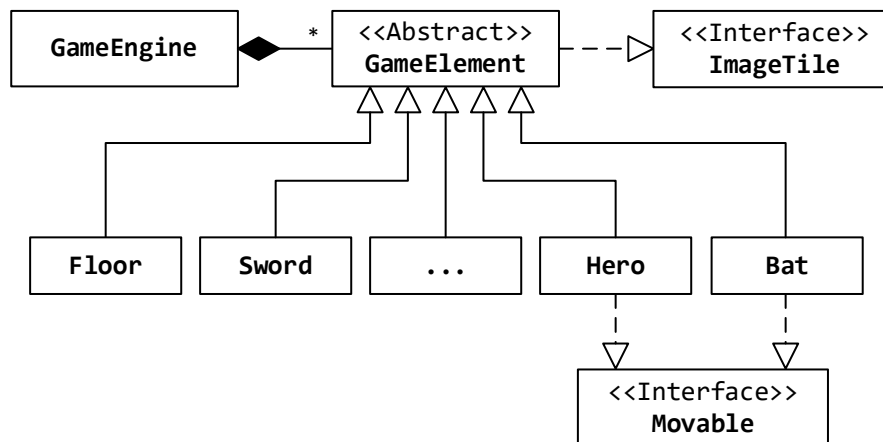 GameEngine
*
<<Abstract>>
GameElement
<<Interface>>
ImageTile
Floor
Sword
...
Hero
Bat
<<Interface>>
Movable